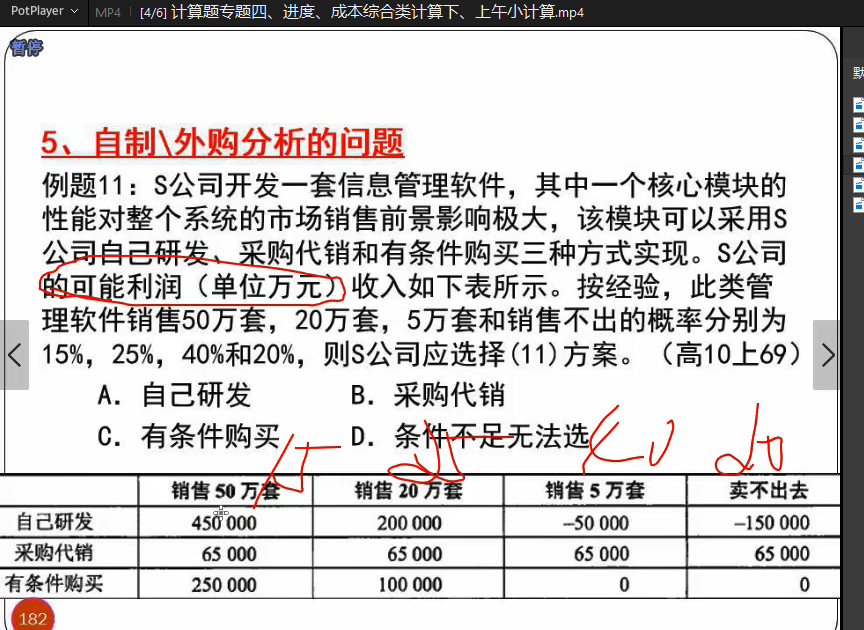 PotPlayer
MP4
[4/6] 计算题专题四、进度、成本综合类计算下、上午小计算.mp4
暂停
默
5、自制\外购分析的问题
例题11：S公司开发一套信息管理软件，其中一个核心模块的
性能对整个系统的市场销售前景影响极大，该模块可以采用S
公司自己研发、采购代销和有条件购买三种方式实现。S公司
的可能利润（单位万元）收入如下表所示。按经验，此类管
理软件销售50万套，20万套，5万套和销售不出的概率分别为
15%，25%，40%和20%，则S公司应选择(11)方案。（高10上69）
A. 自己研发 B. 采购代销
C. 有条件购买 D. 条件不足无法选
销售 50 万套 销售 20 万套 销售 5 万套 卖不出去
自己研发 450 000 200 000 –50 000 –150 000
采购代销 65 000 65 000 65 000 65 000
有条件购买 250 000 100 000 0 0
182